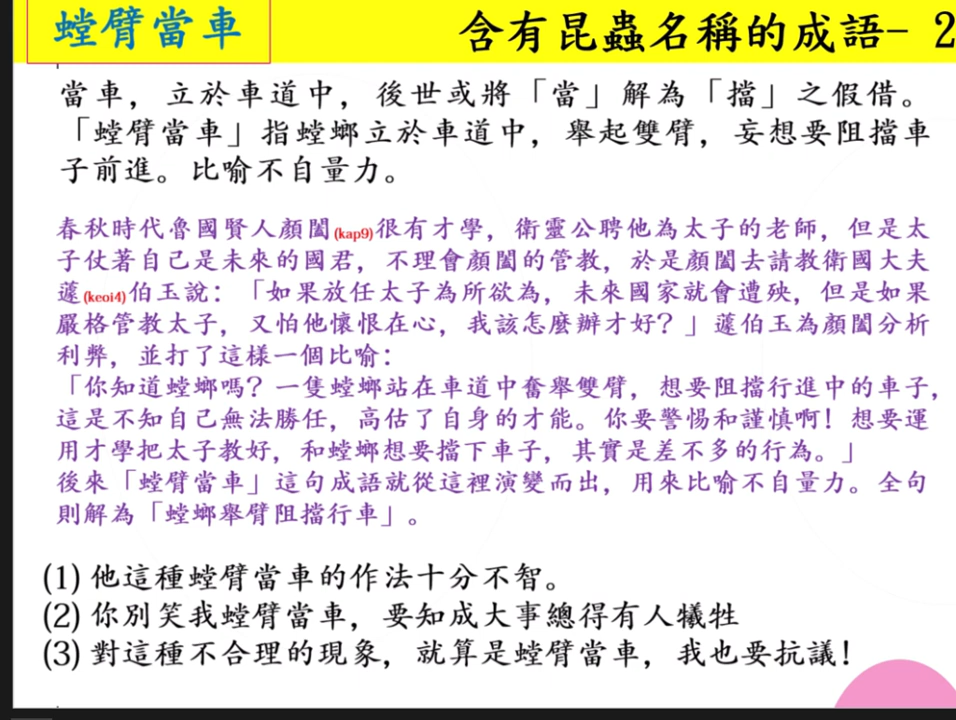 螳臂當車
含有昆蟲名稱的成語- 2
當車，立於車道中，後世或將「當」解為「擋」之假借。
「螳臂當車」指螳螂立於車道中，舉起雙臂，妄想要阻擋車
子前進。比喻不自量力。
春秋時代魯國賢人顏闔(kap9)很有才學，衛靈公聘他為太子的老師，但是太
子仗著自己是未來的國君，不理會顏闔的管教，於是顏闔去請教衛國大夫
蘧(keoi4)伯玉說：「如果放任太子為所欲為，未來國家就會遭殃，但是如果
嚴格管教太子，又怕他懷恨在心，我該怎麼辦才好？」蘧伯玉為顏闔分析
利弊，並打了這樣一個比喻：
「你知道螳螂嗎？一隻螳螂站在車道中奮舉雙臂，想要阻擋行進中的車子，
這是不知自己無法勝任，高估了自身的才能。你要警惕和謹慎啊！想要運
用才學把太子教好，和螳螂想要擋下車子，其實是差不多的行為。」
後來「螳臂當車」這句成語就從這裡演變而出，用來比喻不自量力。全句
則解為「螳螂舉臂阻擋行車」。
(1) 他這種螳臂當車的作法十分不智。
(2) 你別笑我螳臂當車，要知成大事總得有人犧牲
(3) 對這種不合理的現象，就算是螳臂當車，我也要抗議！